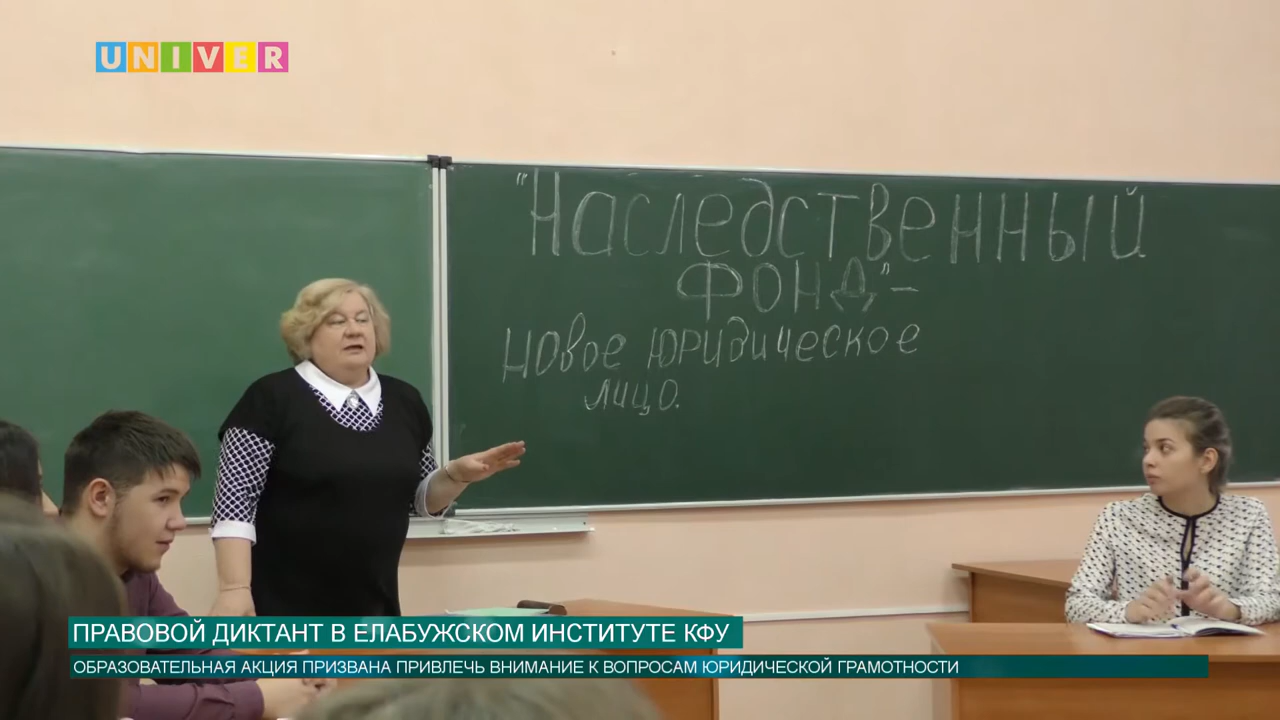 UNIVER
"Наследственный
ФОНД"-
новое юридическое
лицо.
ПРАВОВОЙ ДИКТАНТ В ЕЛАБУЖСКОМ ИНСТИТУТЕ КФУ
ОБРАЗОВАТЕЛЬНАЯ АКЦИЯ ПРИЗВАНА ПРИВЛЕЧЬ ВНИМАНИЕ К ВОПРОСАМ ЮРИДИЧЕСКОЙ ГРАМОТНОСТИ